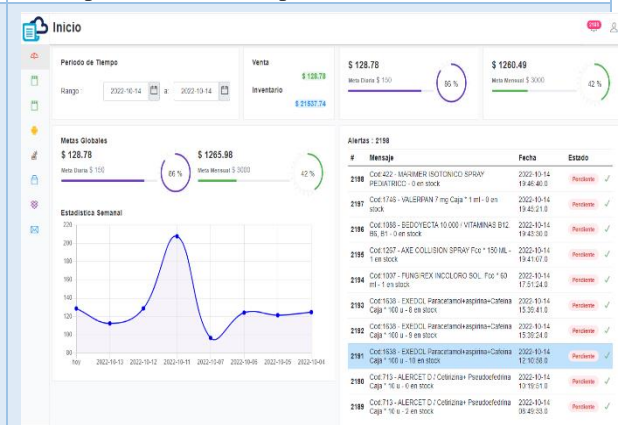 Inicio
2198
Periodo de Tiempo
Rango :
2022-10-14
a:
2022-10-14
Venta
$ 128.78
Inventario
$ 21537.74
$ 128.78
Meta Diaria $ 150
86 %
$ 1260.49
Meta Mensual $ 3000
42 %
Metas Globales
$ 128.78
Meta Diaria $ 150
86 %
$ 1265.98
Meta Mensual $ 3000
42 %
Estadística Semanal
220
200
180
160
140
120
100
80
hoy
2022-10-13
2022-10-12
2022-10-11
2022-10-07
2022-10-06
2022-10-05
2022-10-04
Alertas : 2198
# Mensaje Fecha Estado
2198 Cod:422 - MARIMER ISOTONICO SPRAY PEDIATRICO - 0 en stock 2022-10-14 19:46:40.0 Pendiente
2197 Cod:1746 - VALERPAN 7 mg Caja * 1 ml - 0 en stock 2022-10-14 19:45:21.0 Pendiente
2196 Cod:1088 - BEDOYECTA 10.000 / VITAMINAS B12, B6, B1 - 0 en stock 2022-10-14 19:43:30.0 Pendiente
2195 Cod:1267 - AXE COLLISION SPRAY Fco * 150 ML - 1 en stock 2022-10-14 19:41:07.0 Pendiente
2194 Cod:1007 - FUNGIREX INCOLORO SOL. Fco * 60 ml - 1 en stock 2022-10-14 17:51:24.0 Pendiente
2193 Cod:1638 - EXEDOL Paracetamol+aspirina+Cafeina Caja * 100 u - 8 en stock 2022-10-14 15:39:41.0 Pendiente
2192 Cod:1638 - EXEDOL Paracetamol+aspirina+Cafeina Caja * 100 u - 9 en stock 2022-10-14 15:38:24.0 Pendiente
2191 Cod:1638 - EXEDOL Paracetamol+aspirina+Cafeina Caja * 100 u - 10 en stock 2022-10-14 12:10:56.0 Pendiente
2190 Cod:713 - ALERCET D / Cetirizina+ Pseudoefedrina Caja * 10 u - 0 en stock 2022-10-14 10:19:51.0 Pendiente
2189 Cod:713 - ALERCET D / Cetirizina+ Pseudoefedrina Caja * 10 u - 2 en stock 2022-10-14 08:49:33.0 Pendiente